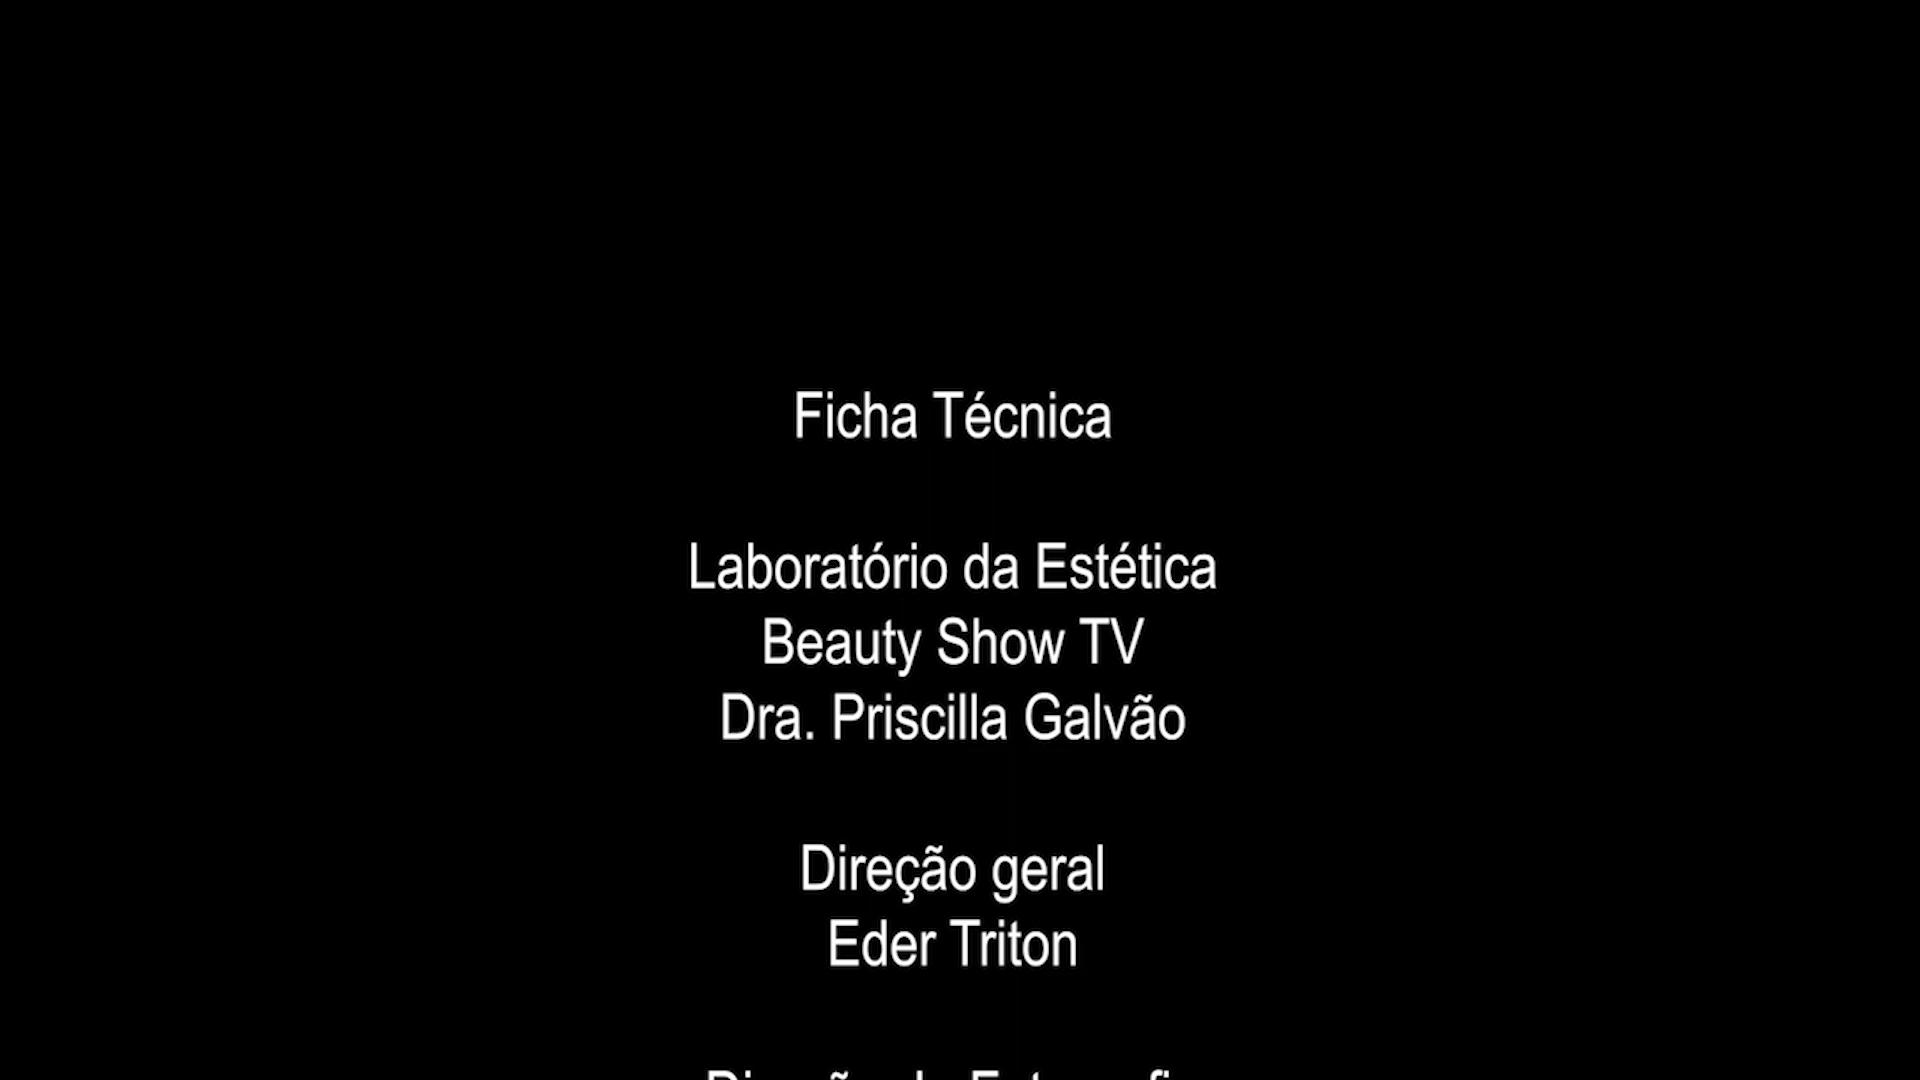 Ficha Técnica
Laboratório da Estética
Beauty Show TV
Dra. Priscilla Galvão
Direção geral
Eder Triton